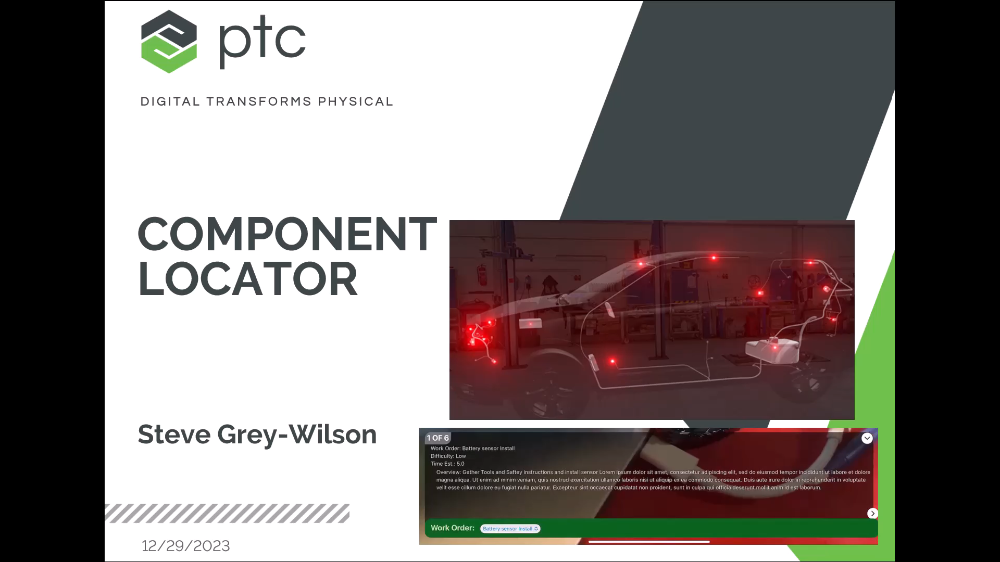 ptc
DIGITAL TRANSFORMS PHYSICAL
COMPONENT
LOCATOR
Steve Grey-Wilson
12/29/2023
1 OF 6
Work Order: Battery sensor Install
Difficulty: Low
Time Est.: 5.0
Overview: Gather Tools and Saftey instructions and install sensor Lorem ipsum dolor sit amet, consectetur adipiscing elit, sed do eiusmod tempor incididunt ut labore et dolore
magna aliqua. Ut enim ad minim veniam, quis nostrud exercitation ullamco laboris nisi ut aliquip ex ea commodo consequat. Duis aute irure dolor in reprehenderit in voluptate
velit esse cillum dolore eu fugiat nulla pariatur. Excepteur sint occaecat cupidatat non proident, sunt in culpa qui officia deserunt mollit anim id est laborum.
Work Order: Battery sensor Install